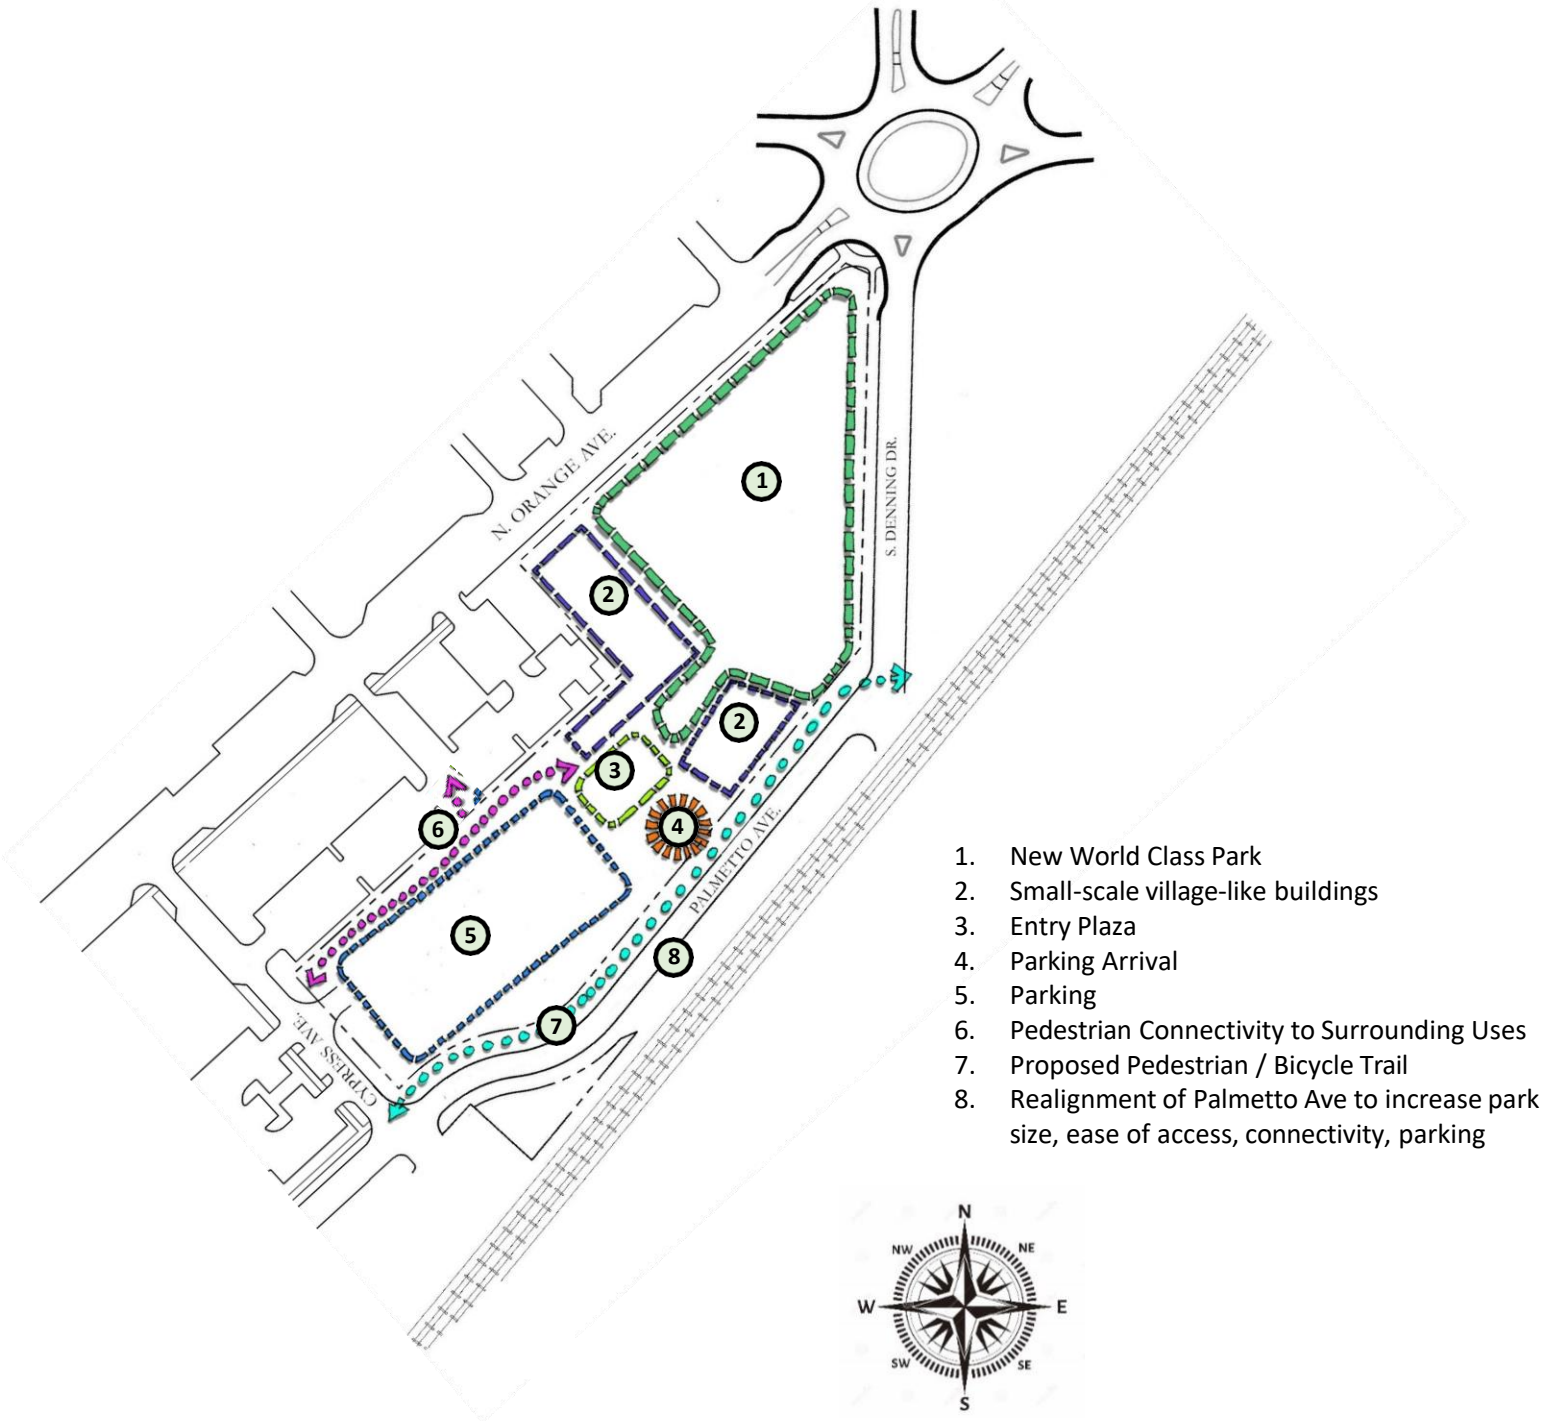 N. ORANGE AVE.
1
S. DENNING DR.
2
2
3
6
4
PALMETTO AVE.
5
8
7
CYPRESS AVE.
1. New World Class Park
2. Small-scale village-like buildings
3. Entry Plaza
4. Parking Arrival
5. Parking
6. Pedestrian Connectivity to Surrounding Uses
7. Proposed Pedestrian / Bicycle Trail
8. Realignment of Palmetto Ave to increase park
size, ease of access, connectivity, parking
N
NW
NE
W
E
SW
SE
S